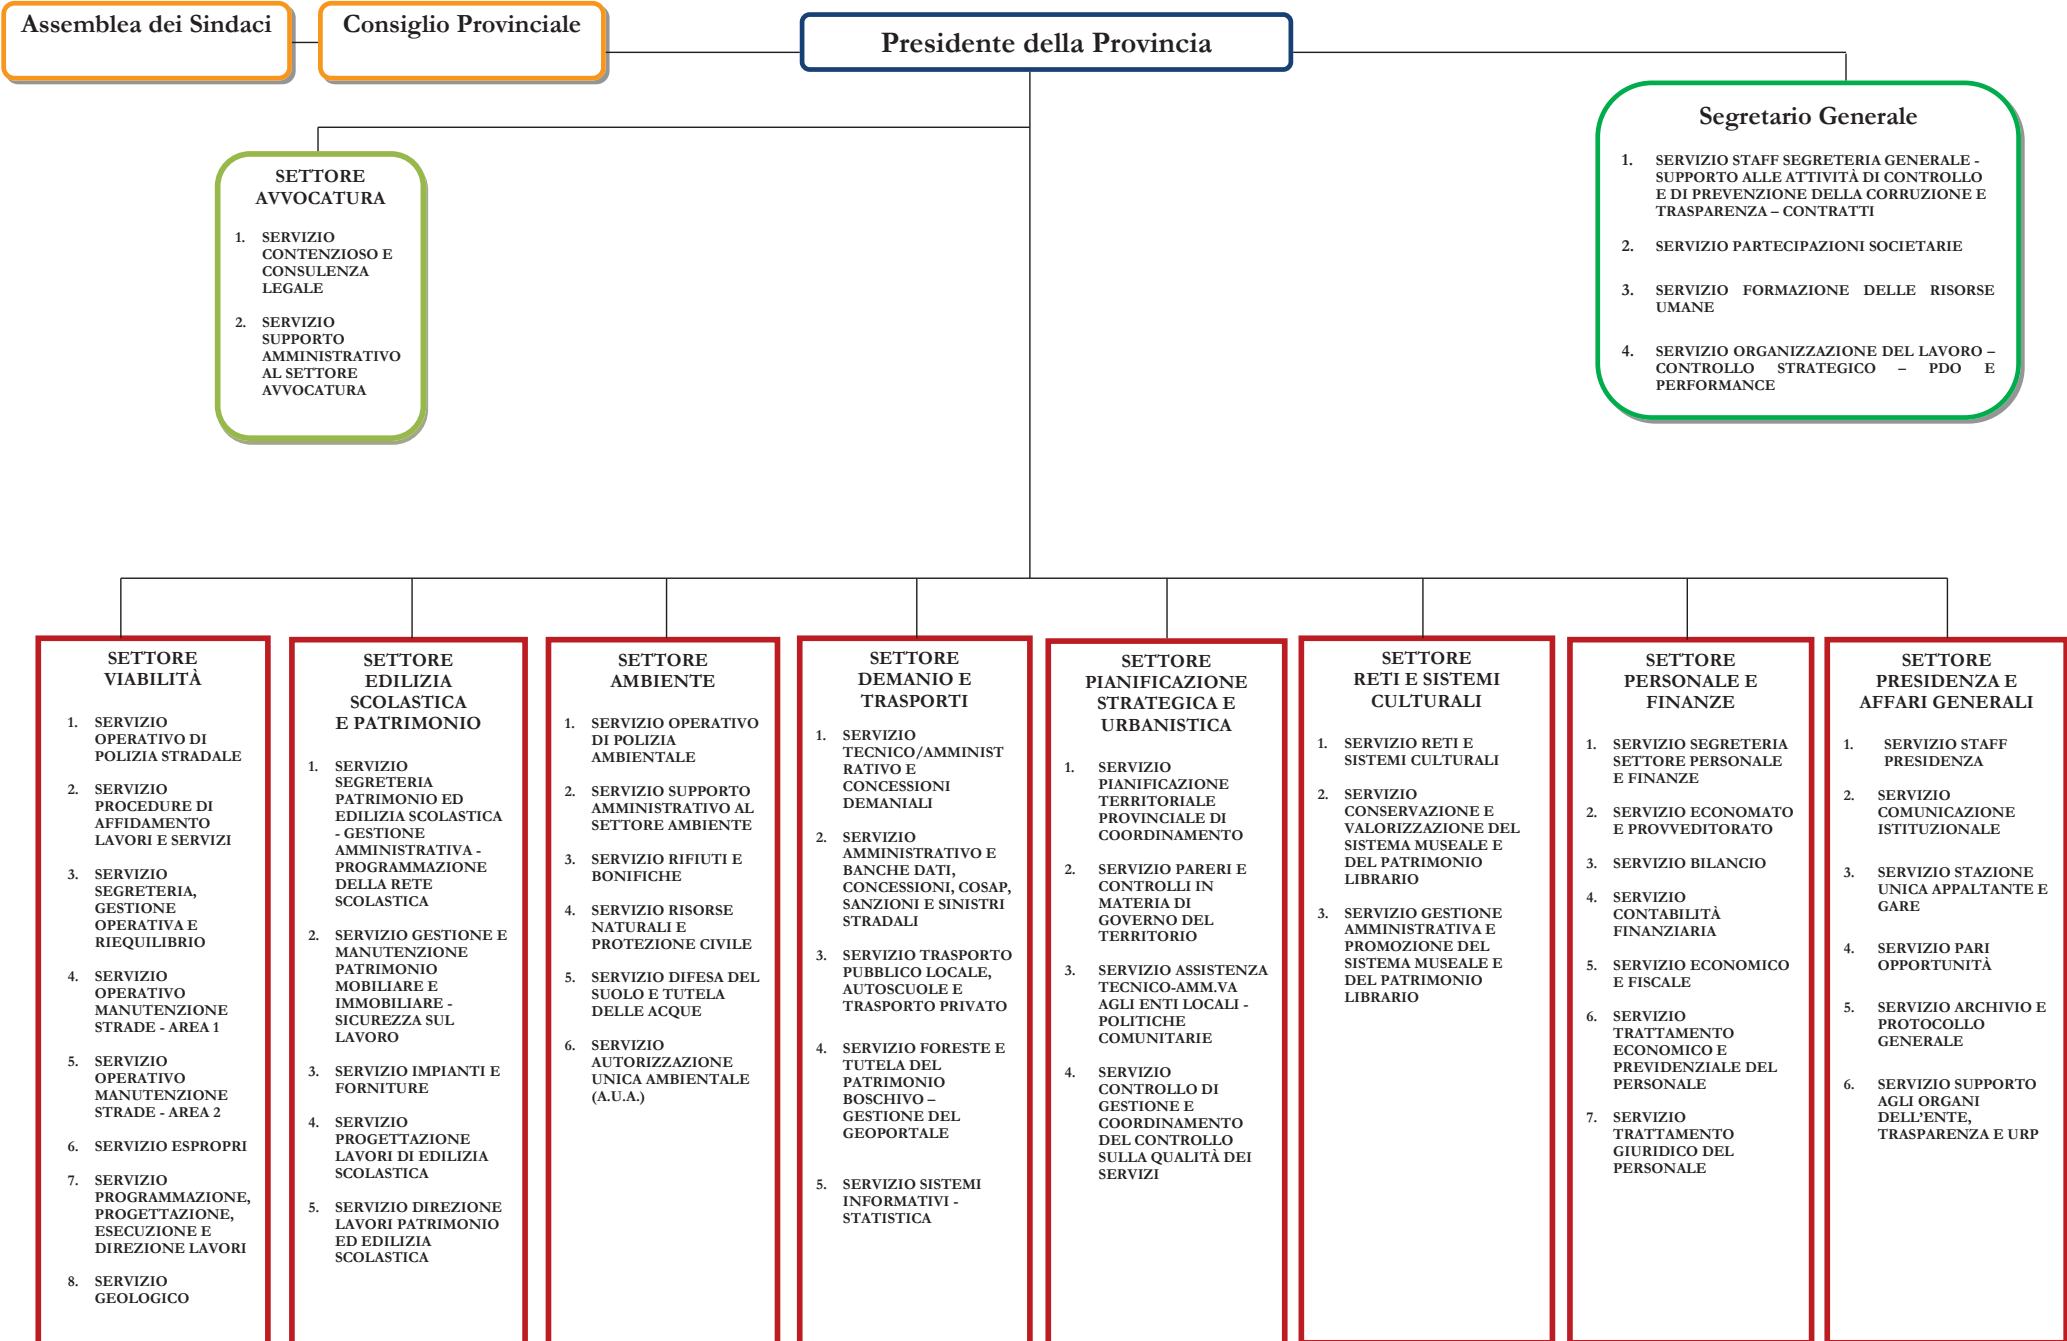 Assemblea dei Sindaci
Consiglio Provinciale
Presidente della Provincia
Segretario Generale
1. SERVIZIO STAFF SEGRETERIA GENERALE -
SUPPORTO ALLE ATTIVITÀ DI CONTROLLO
E DI PREVENZIONE DELLA CORRUZIONE E
TRASPARENZA – CONTRATTI
2. SERVIZIO PARTECIPAZIONI SOCIETARIE
3. SERVIZIO FORMAZIONE DELLE RISORSE
UMANE
4. SERVIZIO ORGANIZZAZIONE DEL LAVORO –
CONTROLLO STRATEGICO – PDO E
PERFORMANCE
SETTORE
AVVOCATURA
1. SERVIZIO
CONTENZIOSO E
CONSULENZA
LEGALE
2. SERVIZIO
SUPPORTO
AMMINISTRATIVO
AL SETTORE
AVVOCATURA
SETTORE
VIABILITÀ
1. SERVIZIO
OPERATIVO DI
POLIZIA STRADALE
2. SERVIZIO
PROCEDURE DI
AFFIDAMENTO
LAVORI E SERVIZI
3. SERVIZIO
SEGRETERIA,
GESTIONE
OPERATIVA E
RIEQUILIBRIO
4. SERVIZIO
OPERATIVO
MANUTENZIONE
STRADE - AREA 1
5. SERVIZIO
OPERATIVO
MANUTENZIONE
STRADE - AREA 2
6. SERVIZIO ESPROPRI
7. SERVIZIO
PROGRAMMAZIONE,
PROGETTAZIONE,
ESECUZIONE E
DIREZIONE LAVORI
8. SERVIZIO
GEOLOGICO
SETTORE
EDILIZIA
SCOLASTICA
E PATRIMONIO
1. SERVIZIO
SEGRETERIA
PATRIMONIO ED
EDILIZIA SCOLASTICA
- GESTIONE
AMMINISTRATIVA -
PROGRAMMAZIONE
DELLA RETE
SCOLASTICA
2. SERVIZIO GESTIONE E
MANUTENZIONE
PATRIMONIO
MOBILIARE E
IMMOBILIARE -
SICUREZZA SUL
LAVORO
3. SERVIZIO IMPIANTI E
FORNITURE
4. SERVIZIO
PROGETTAZIONE
LAVORI DI EDILIZIA
SCOLASTICA
5. SERVIZIO DIREZIONE
LAVORI PATRIMONIO
ED EDILIZIA
SCOLASTICA
SETTORE
AMBIENTE
1. SERVIZIO OPERATIVO
DI POLIZIA
AMBIENTALE
2. SERVIZIO SUPPORTO
AMMINISTRATIVO AL
SETTORE AMBIENTE
3. SERVIZIO RIFIUTI E
BONIFICHE
4. SERVIZIO RISORSE
NATURALI E
PROTEZIONE CIVILE
5. SERVIZIO DIFESA DEL
SUOLO E TUTELA
DELLE ACQUE
6. SERVIZIO
AUTORIZZAZIONE
UNICA AMBIENTALE
(A.U.A.)
SETTORE
DEMANIO E
TRASPORTI
1. SERVIZIO
TECNICO/AMMINIST
RATIVO E
CONCESSIONI
DEMANIALI
2. SERVIZIO
AMMINISTRATIVO E
BANCHE DATI,
CONCESSIONI, COSAP,
SANZIONI E SINISTRI
STRADALI
3. SERVIZIO TRASPORTO
PUBBLICO LOCALE,
AUTOSCUOLE E
TRASPORTO PRIVATO
4. SERVIZIO FORESTE E
TUTELA DEL
PATRIMONIO
BOSCHIVO –
GESTIONE DEL
GEOPORTALE
5. SERVIZIO SISTEMI
INFORMATIVI -
STATISTICA
SETTORE
PIANIFICAZIONE
STRATEGICA E
URBANISTICA
1. SERVIZIO
PIANIFICAZIONE
TERRITORIALE
PROVINCIALE DI
COORDINAMENTO
2. SERVIZIO PARERI E
CONTROLLI IN
MATERIA DI
GOVERNO DEL
TERRITORIO
3. SERVIZIO ASSISTENZA
TECNICO-AMM.VA
AGLI ENTI LOCALI -
POLITICHE
COMUNITARIE
4. SERVIZIO
CONTROLLO DI
GESTIONE E
COORDINAMENTO
DEL CONTROLLO
SULLA QUALITÀ DEI
SERVIZI
SETTORE
RETI E SISTEMI
CULTURALI
1. SERVIZIO RETI E
SISTEMI CULTURALI
2. SERVIZIO
CONSERVAZIONE E
VALORIZZAZIONE DEL
SISTEMA MUSEALE E
DEL PATRIMONIO
LIBRARIO
3. SERVIZIO GESTIONE
AMMINISTRATIVA E
PROMOZIONE DEL
SISTEMA MUSEALE E
DEL PATRIMONIO
LIBRARIO
SETTORE
PERSONALE E
FINANZE
1. SERVIZIO SEGRETERIA
SETTORE PERSONALE
E FINANZE
2. SERVIZIO ECONOMATO
E PROVVEDITORATO
3. SERVIZIO BILANCIO
4. SERVIZIO
CONTABILITÀ
FINANZIARIA
5. SERVIZIO ECONOMICO
E FISCALE
6. SERVIZIO
TRATTAMENTO
ECONOMICO E
PREVIDENZIALE DEL
PERSONALE
7. SERVIZIO
TRATTAMENTO
GIURIDICO DEL
PERSONALE
SETTORE
PRESIDENZA E
AFFARI GENERALI
1. SERVIZIO STAFF
PRESIDENZA
2. SERVIZIO
COMUNICAZIONE
ISTITUZIONALE
3. SERVIZIO STAZIONE
UNICA APPALTANTE E
GARE
4. SERVIZIO PARI
OPPORTUNITÀ
5. SERVIZIO ARCHIVIO E
PROTOCOLLO
GENERALE
6. SERVIZIO SUPPORTO
AGLI ORGANI
DELL’ENTE,
TRASPARENZA E URP